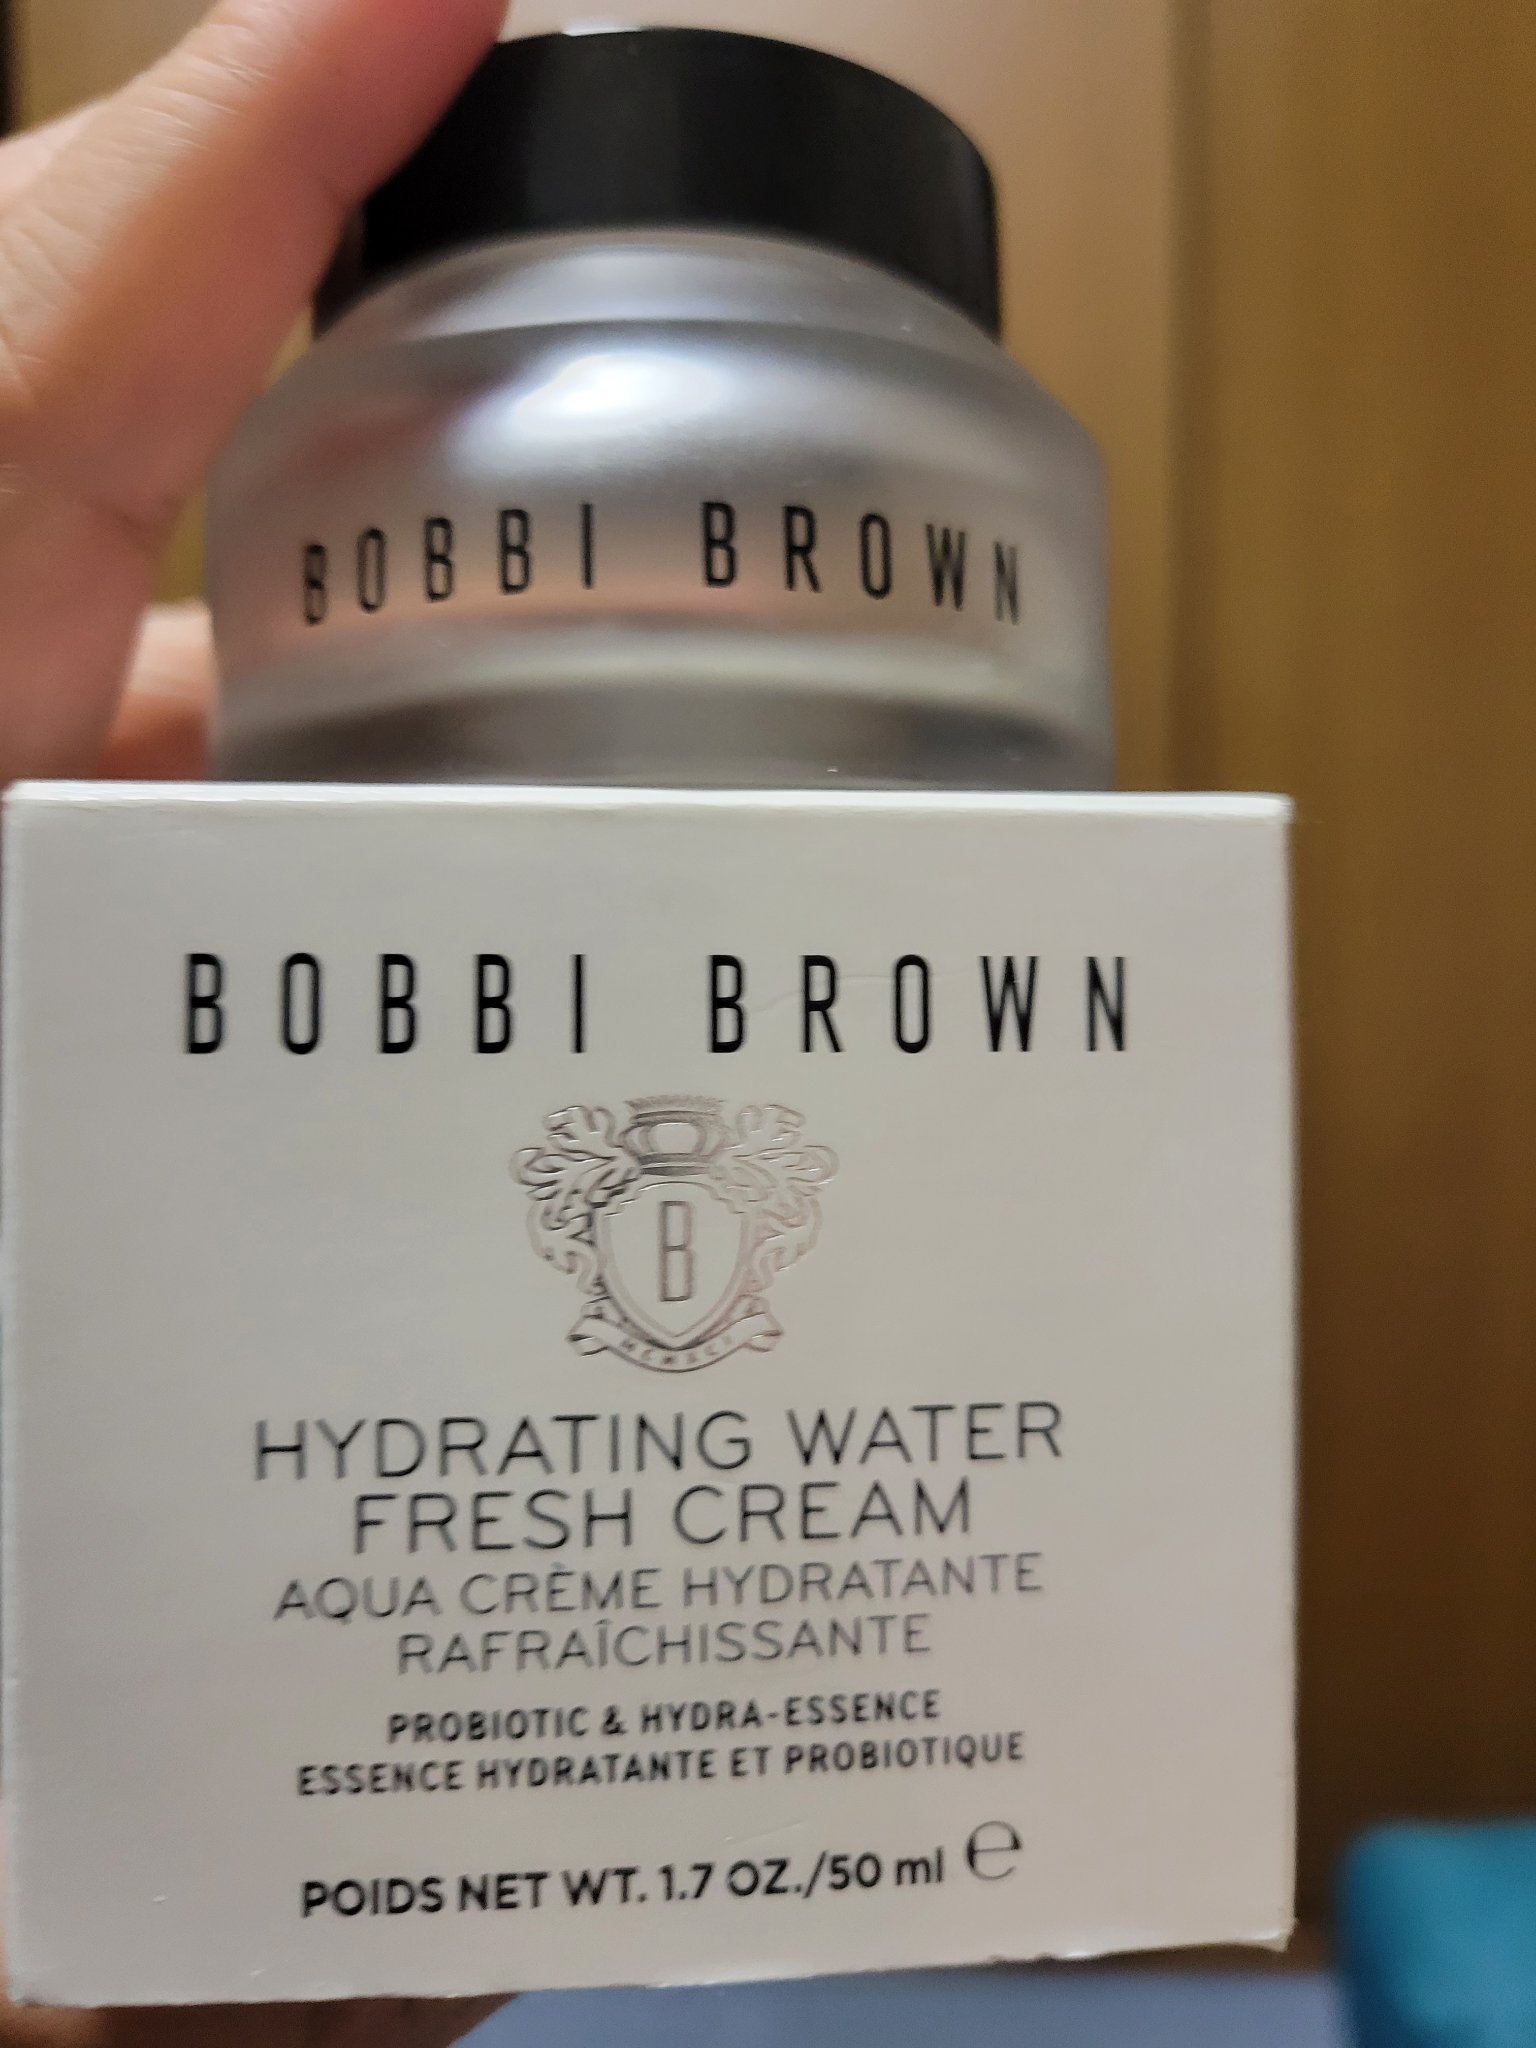 BOBBI BROWN
BOBBI BROWN
B
HYDRATING WATER
FRESH CREAM
AQUA CRÈME HYDRATANTE
RAFRAÎCHISSANTE
PROBIOTIC & HYDRA-ESSENCE
ESSENCE HYDRATANTE ET PROBIOTIQUE
POIDS NET WT. 1.7 OZ./50 ml ℮